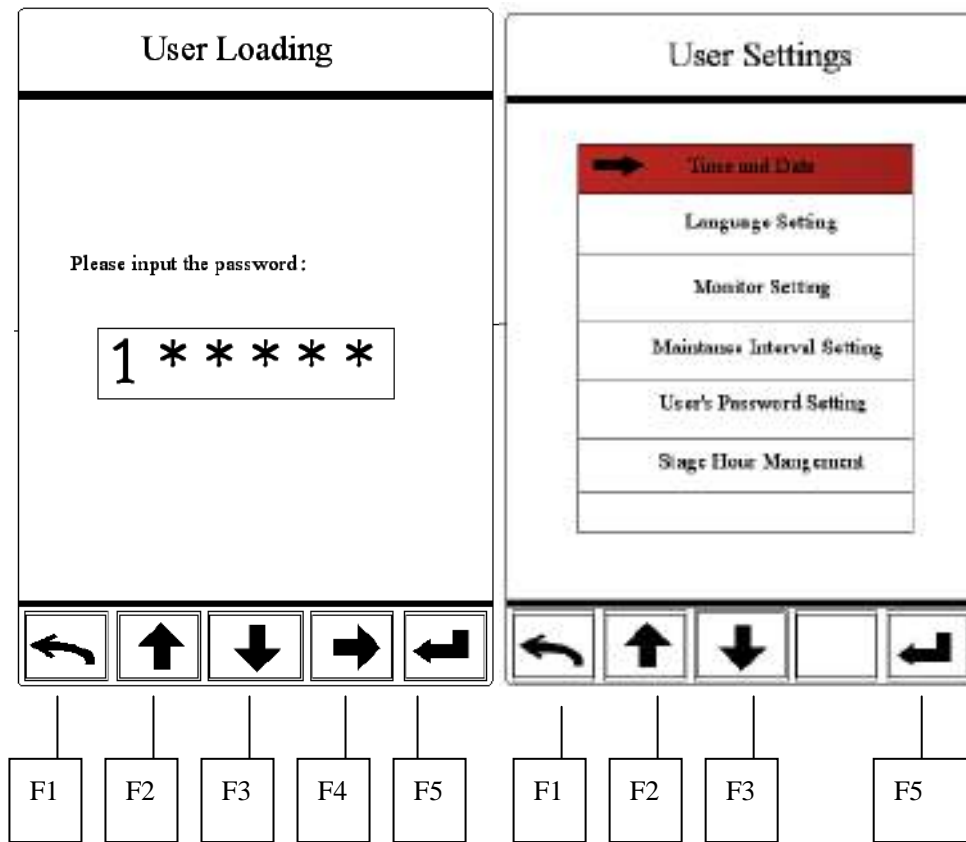 User Loading
Please input the password:
1 * * * * *
F1 F2 F3 F4 F5
User Settings
Time and Date
Language Setting
Monitor Setting
Maintanse Interval Setting
User's Password Setting
Stage Hour Mangement
F1 F2 F3 F5